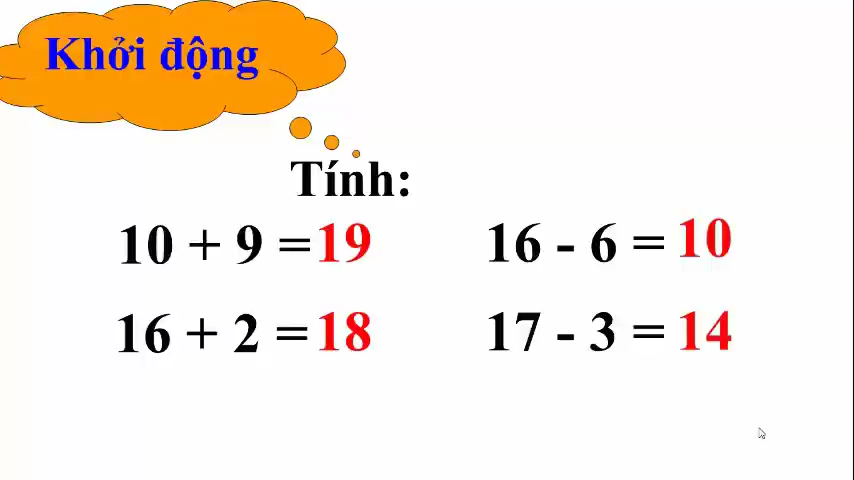 Khởi động
Tính:
10 + 9 = 19
16 - 6 = 10
16 + 2 = 18
17 - 3 = 14